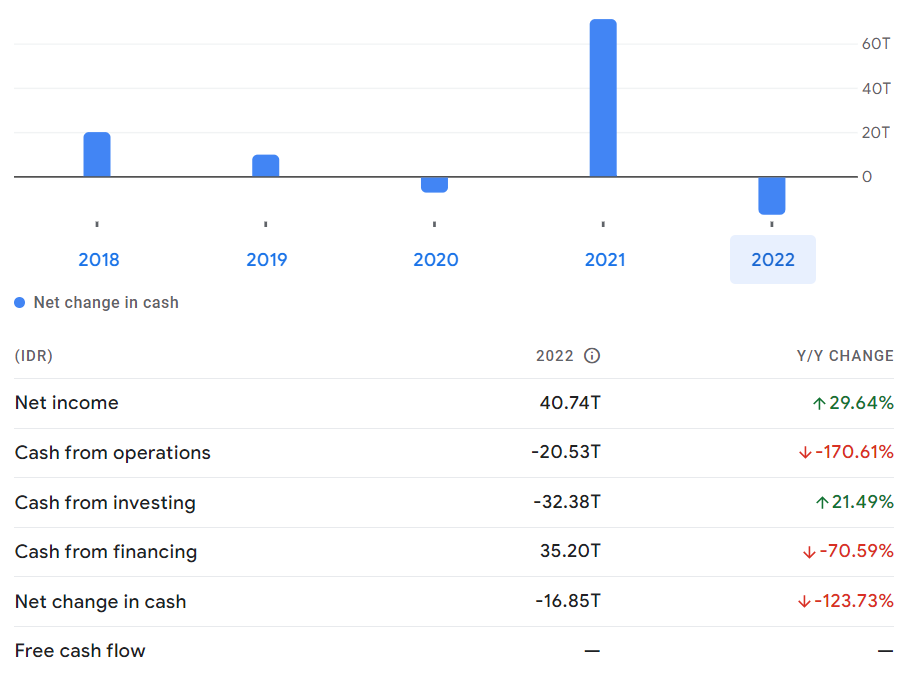 60T
40T
20T
0
2018 2019 2020 2021 2022
Net change in cash
(IDR) 2022 Y/Y CHANGE
Net income 40.74T ↑29.64%
Cash from operations -20.53T ↓-170.61%
Cash from investing -32.38T ↑21.49%
Cash from financing 35.20T ↓-70.59%
Net change in cash -16.85T ↓-123.73%
Free cash flow — —